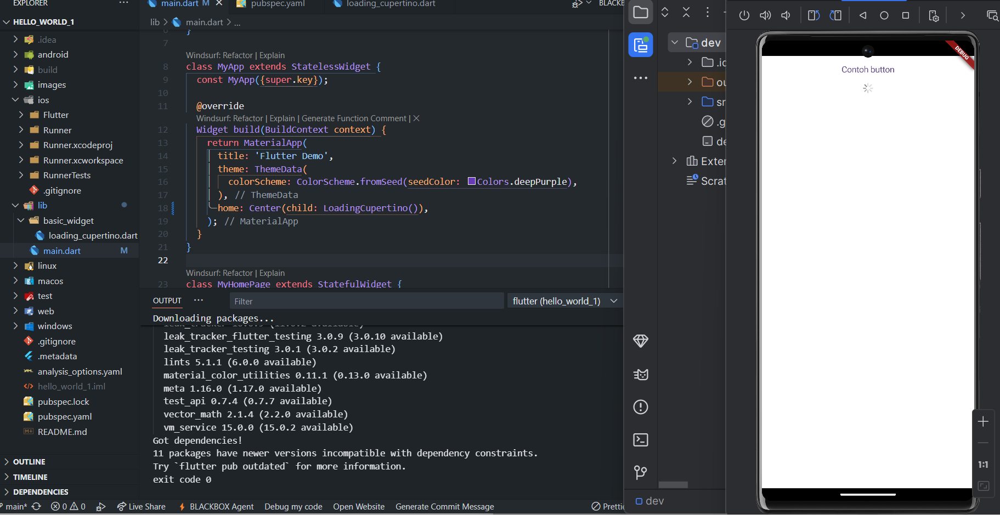 EXPLORER
HELLO_WORLD_1
.idea
android
build
images
ios
Flutter
Runner
Runner.xcodeproj
Runner.xcworkspace
RunnerTests
.gitignore
lib
basic_widget
loading_cupertino.dart
main.dart M
linux
macos
test
web
windows
.gitignore
.metadata
analysis_options.yaml
hello_world_1.iml
pubspec.lock
pubspec.yaml
README.md
OUTLINE
TIMELINE
DEPENDENCIES
main.dart M
pubspec.yaml
loading_cupertino.dart
BLACKB
lib > main.dart > ...
6 }
7
Windsurf: Refactor | Explain
8 class MyApp extends StatelessWidget {
9 const MyApp({super.key});
10
11 @override
Windsurf: Refactor | Explain | Generate Function Comment | ×
12 Widget build(BuildContext context) {
13 return MaterialApp(
14 title: 'Flutter Demo',
15 theme: ThemeData(
16 colorScheme: ColorScheme.fromSeed(seedColor: Colors.deepPurple),
17 ), // ThemeData
18 home: Center(child: LoadingCupertino()),
19 ); // MaterialApp
20 }
21 }
22
Windsurf: Refactor | Explain
23 class MyHomePage extends StatefulWidget {
OUTPUT ...
Filter
flutter (hello_world_1)
Downloading packages...
leak_tracker_flutter_testing 3.0.9 (3.0.10 available)
leak_tracker_testing 3.0.1 (3.0.2 available)
lints 5.1.1 (6.0.0 available)
material_color_utilities 0.11.1 (0.13.0 available)
meta 1.16.0 (1.17.0 available)
test_api 0.7.4 (0.7.7 available)
vector_math 2.1.4 (2.2.0 available)
vm_service 15.0.0 (15.0.2 available)
Got dependencies!
11 packages have newer versions incompatible with dependency constraints.
Try `flutter pub outdated` for more information.
exit code 0
main* 0 0 Live Share BLACKBOX Agent Debug my code Open Website Generate Commit Message Prettie
dev
.id
ou
sr
.g
de
Exter
Scrat
dev
DEBUG
Contoh button
1:1